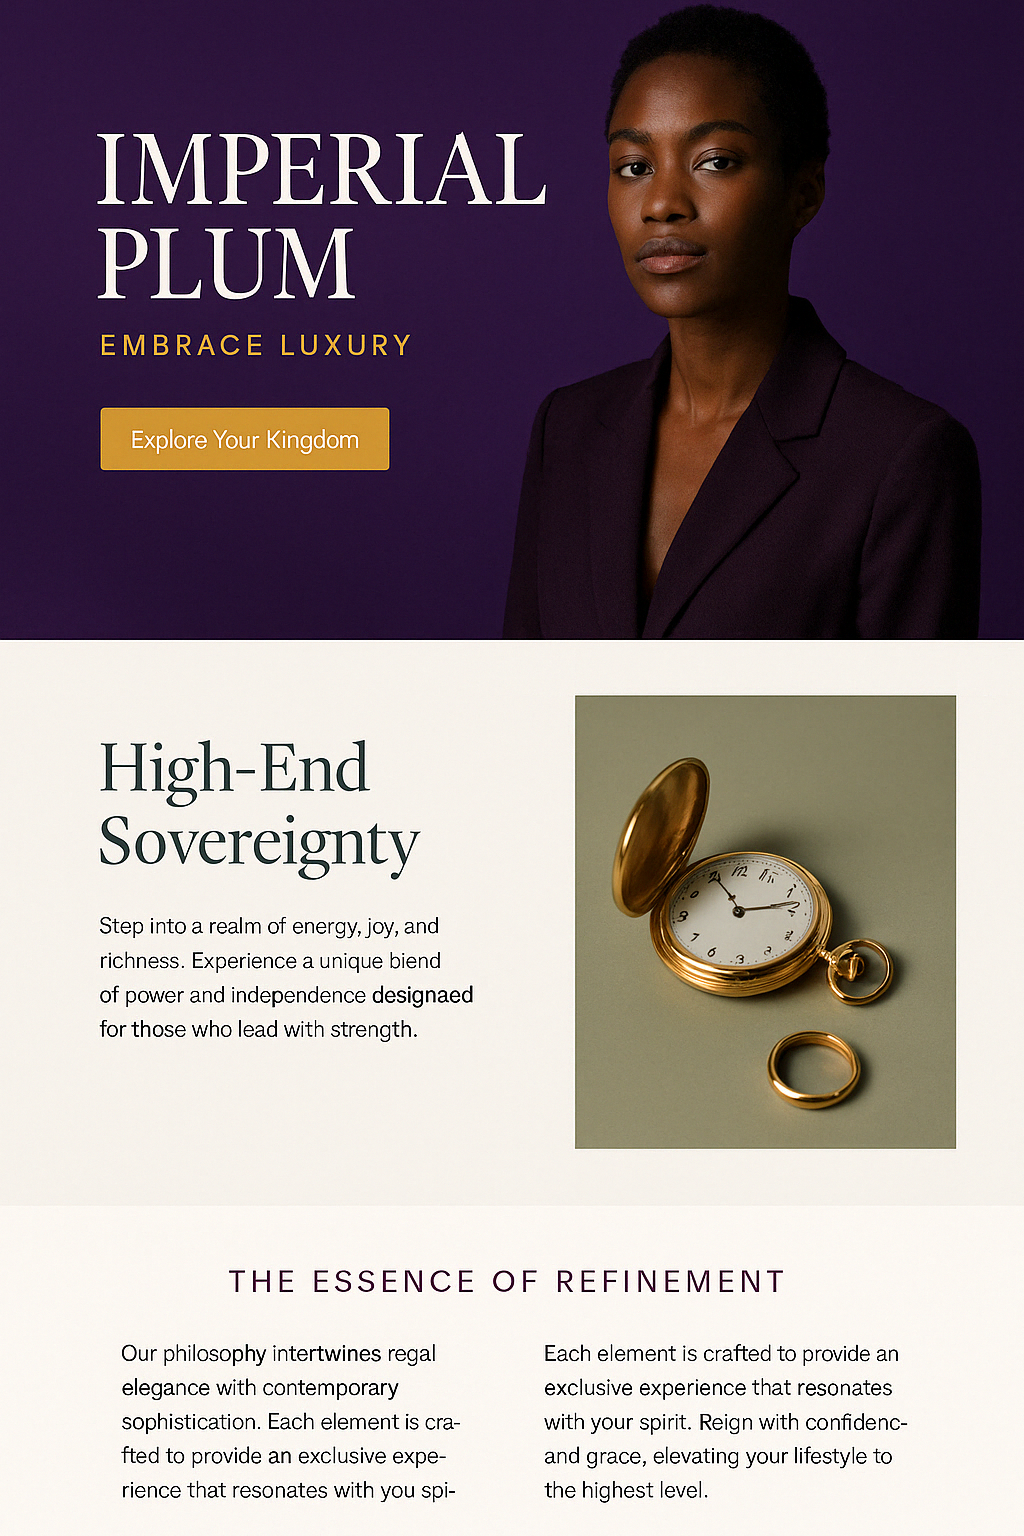 IMPERIAL
PLUM
EMBRACE LUXURY
Explore Your Kingdom
High-End
Sovereignty
Step into a realm of energy, joy, and
richness. Experience a unique biend
of power and independence designaed
for those who lead with strength.
THE ESSENCE OF REFINEMENT
Our philosophy intertwines regal
elegance with contemporary
sophistication. Each element is cra-
fted to provide an exclusive expe-
rience that resonates with you spi-
Each element is crafted to provide an
exclusive experience that resonates
with your spirit. Reign with confidenc-
and grace, elevating your lifestyle to
the highest level.